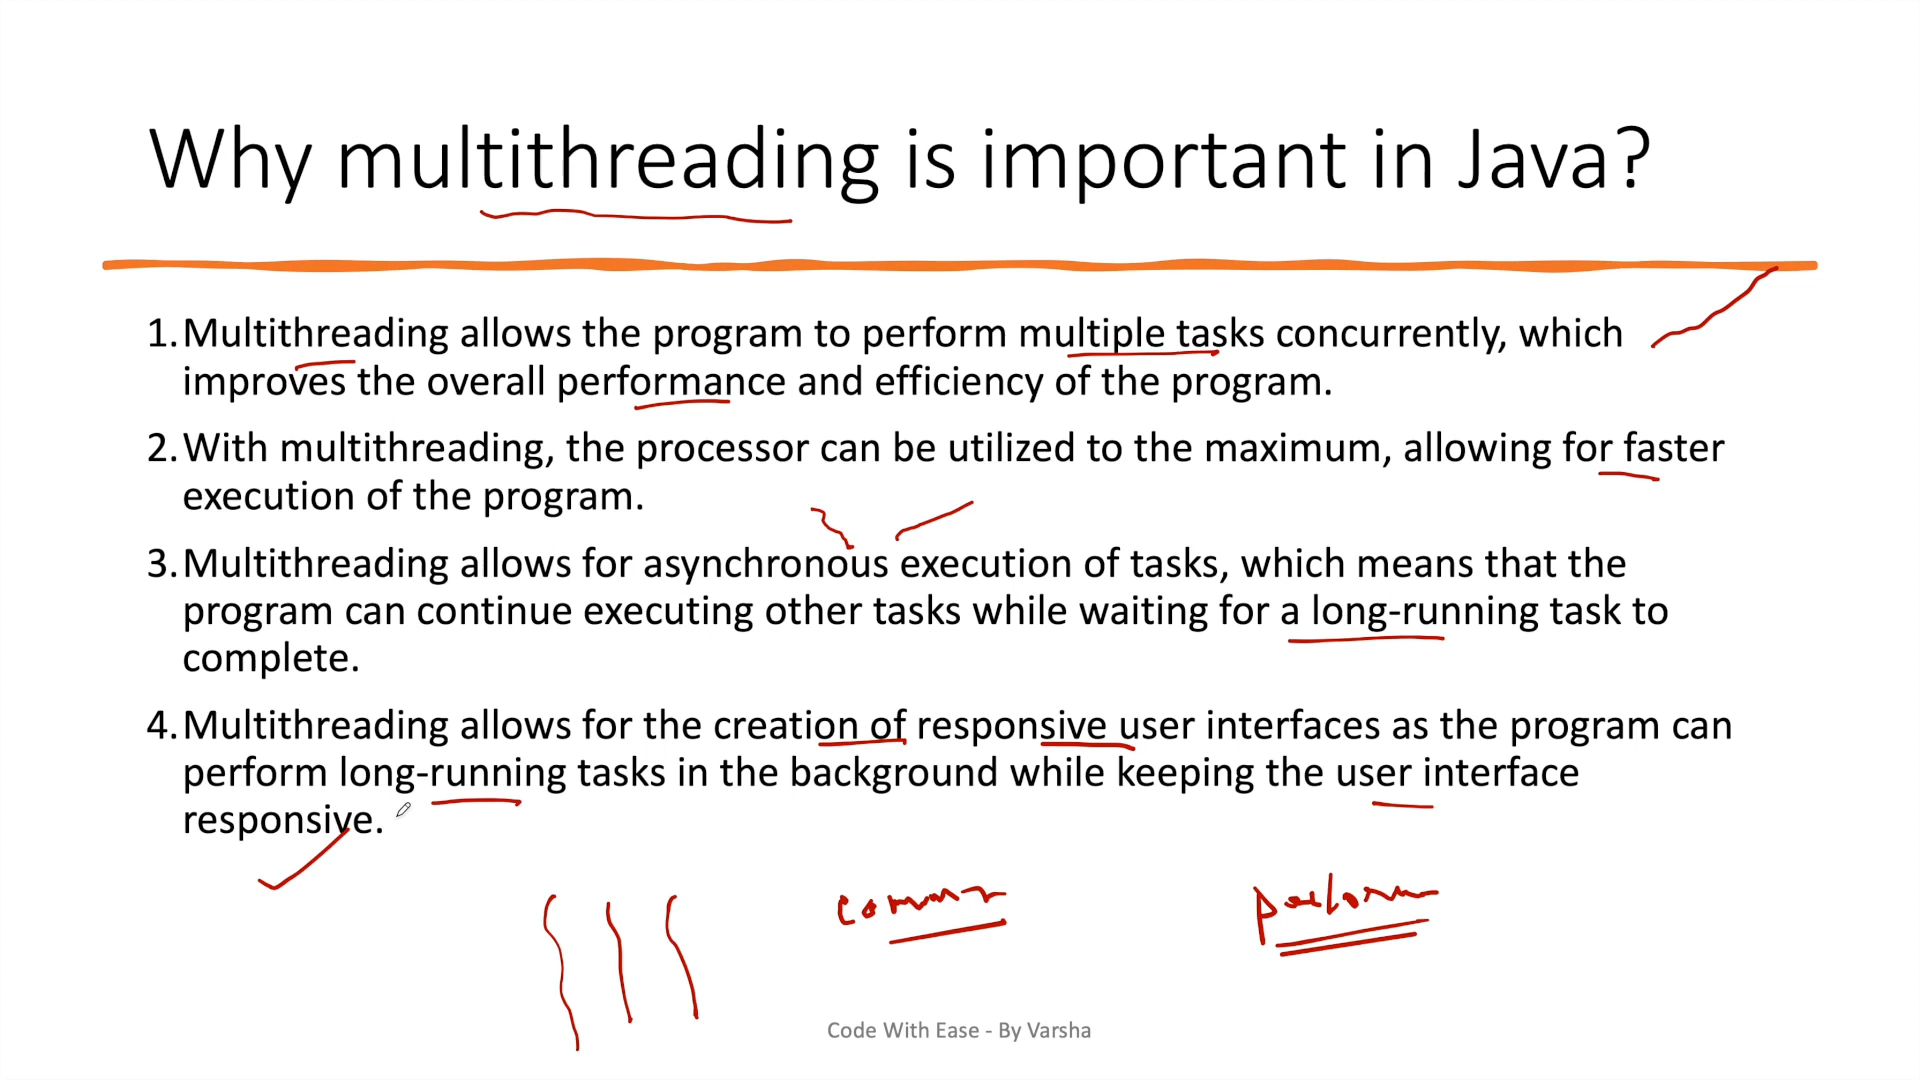 Why multithreading is important in Java?
1. Multithreading allows the program to perform multiple tasks concurrently, which
improves the overall performance and efficiency of the program.
2. With multithreading, the processor can be utilized to the maximum, allowing for faster
execution of the program.
3. Multithreading allows for asynchronous execution of tasks, which means that the
program can continue executing other tasks while waiting for a long-running task to
complete.
4. Multithreading allows for the creation of responsive user interfaces as the program can
perform long-running tasks in the background while keeping the user interface
responsive.
Code With Ease - By Varsha